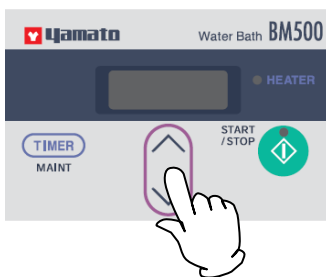 yamato
Water Bath BM500
HEATER
TIMER
MAINT
START
/STOP